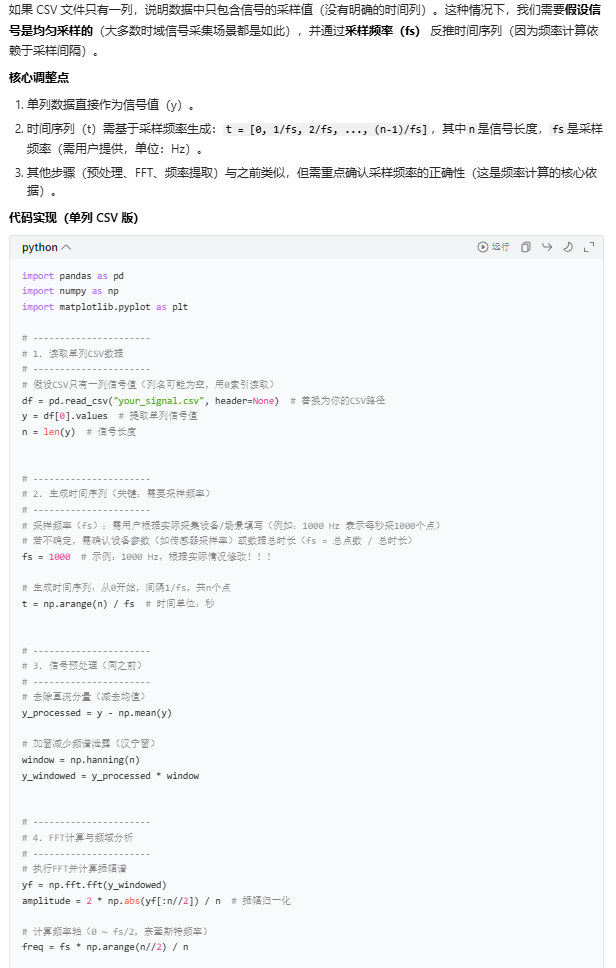 如果 CSV 文件只有一列，说明数据中只包含信号的采样值（没有明确的时间列）。这种情况下，我们需要假设信
号是均匀采样的（大多数时域信号采集场景都是如此），并通过采样频率（fs） 反推时间序列（因为频率计算依
赖于采样间隔）。
核心调整点
1. 单列数据直接作为信号值（y）。
2. 时间序列（t）需基于采样频率生成：t = [0, 1/fs, 2/fs, ..., (n-1)/fs]，其中 n 是信号长度，fs 是采样
频率（需用户提供，单位：Hz）。
3. 其他步骤（预处理、FFT、频率提取）与之前类似，但需重点确认采样频率的正确性（这是频率计算的核心依
据）。
代码实现（单列 CSV 版）
python
运行
import pandas as pd
import numpy as np
import matplotlib.pyplot as plt
# ----------------------
# 1. 读取单列CSV数据
# ----------------------
# 假设CSV只有一列信号值（列名可能为空，用0索引读取）
df = pd.read_csv("your_signal.csv", header=None)  # 替换为你的CSV路径
y = df[0].values  # 提取单列信号值
n = len(y)  # 信号长度
# ----------------------
# 2. 生成时间序列（关键：需要采样频率）
# ----------------------
# 采样频率（fs）：需用户根据实际采集设备/场景填写（例如：1000 Hz 表示每秒采1000个点）
# 若不确定，需确认设备参数（如传感器采样率）或数据总时长（fs = 总点数 / 总时长）
fs = 1000  # 示例：1000 Hz，根据实际情况修改！！！
# 生成时间序列：从0开始，间隔1/fs，共n个点
t = np.arange(n) / fs  # 时间单位：秒
# ----------------------
# 3. 信号预处理（同之前）
# ----------------------
# 去除直流分量（减去均值）
y_processed = y - np.mean(y)
# 加窗减少频谱泄露（汉宁窗）
window = np.hanning(n)
y_windowed = y_processed * window
# ----------------------
# 4. FFT计算与频域分析
# ----------------------
# 执行FFT并计算振幅谱
yf = np.fft.fft(y_windowed)
amplitude = 2 * np.abs(yf[:n//2]) / n  # 振幅归一化
# 计算频率轴（0 ~ fs/2，奈奎斯特频率）
freq = fs * np.arange(n//2) / n